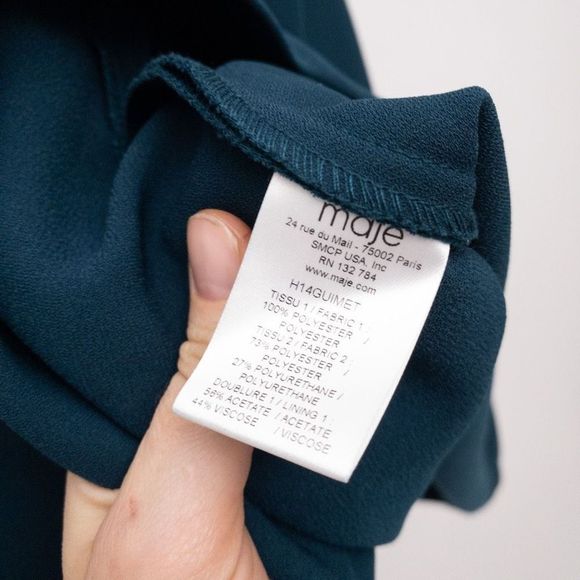 maje
24 rue du Mail - 75002 Paris
SMCP USA, Inc
RN 132 784
www.maje.com
H14GUIMET
TISSU 1 / FABRIC 1 :
100% POLYESTER /
POLYESTER
TISSU 2 / FABRIC 2 :
73% POLYESTER /
POLYESTER
27% POLYURETHANE /
POLYURETHANE
DOUBLURE 1 / LINING 1 :
56% ACETATE / ACETATE
44% VISCOSE / VISCOSE